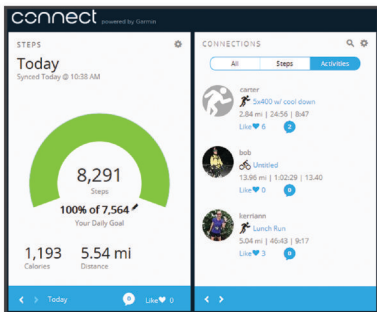 connect powered by Garmin
STEPS
Today
Synced Today @ 10:38 AM
8,291
Steps
100% of 7,564
Your Daily Goal
1,193
Calories
5.54 mi
Distance
Today
0
Like 0
CONNECTIONS
All
Steps
Activities
carter
5x400 w/ cool down
2.84 mi | 24:56 | 8:47
Like 6
2
bob
Untitled
13.96 mi | 1:02:29 | 13.40
Like 0
0
kerriann
Lunch Run
5.04 mi | 46:43 | 9:17
Like 3
0